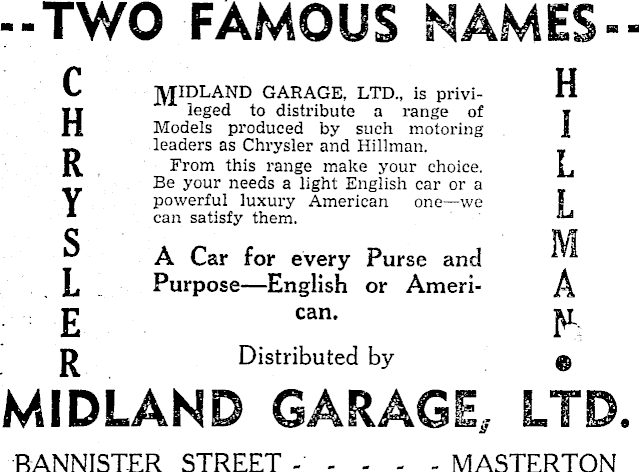 --TWO FAMOUS NAMES--
CHRYSLER
MIDLAND GARAGE, LTD., is privi-
leged to distribute a range of
Models produced by such motoring
leaders as Chrysler and Hillman.
From this range make your choice.
Be your needs a light English car or a
powerful luxury American one—we
can satisfy them.
A Car for every Purse and
Purpose—English or Ameri-
can.
Distributed by
HILLMAN
MIDLAND GARAGE, LTD.
BANNISTER STREET - - - - - MASTERTON